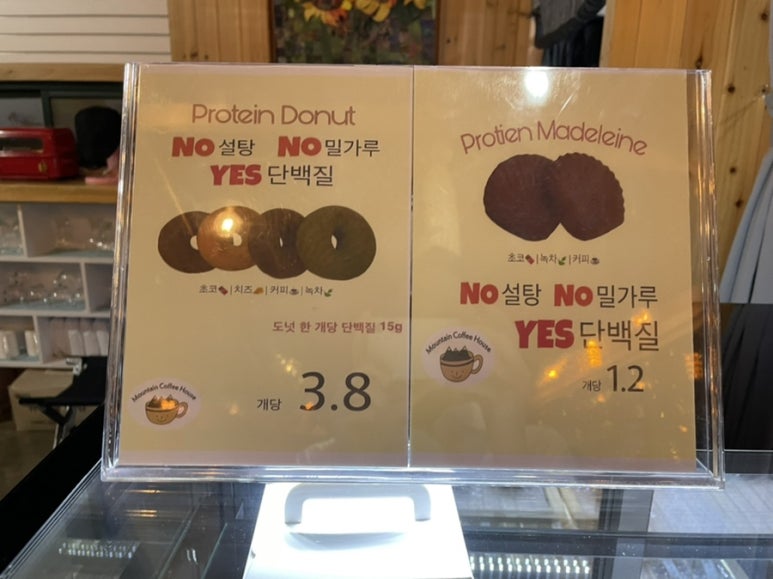 Protein Donut
NO 설탕 NO 밀가루
YES 단백질
초코 | 치즈 | 커피 | 녹차
도넛 한 개당 단백질 15g
개당 3.8
Mountain Coffee House
Protien Madeleine
초코 | 녹차 | 커피
NO 설탕 NO 밀가루
YES 단백질
개당 1.2
Mountain Coffee House